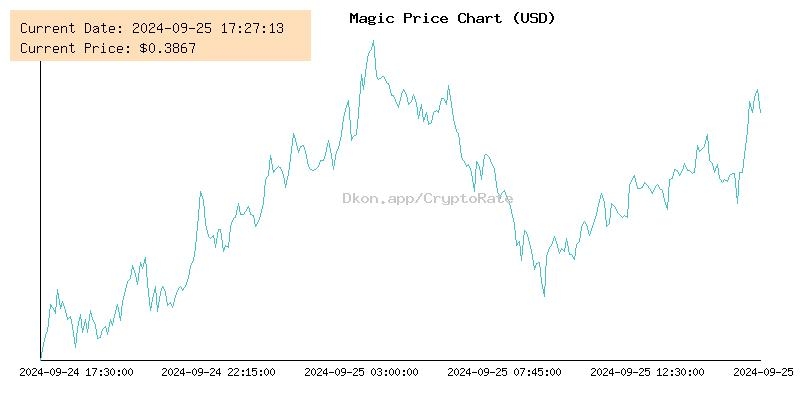 Magic Price Chart (USD)
Current Date: 2024-09-25 17:27:13
Current Price: $0.3867
Dkon.app/CryptoRate
2024-09-24 17:30:00 2024-09-24 22:15:00 2024-09-25 03:00:00 2024-09-25 07:45:00 2024-09-25 12:30:00 2024-09-25